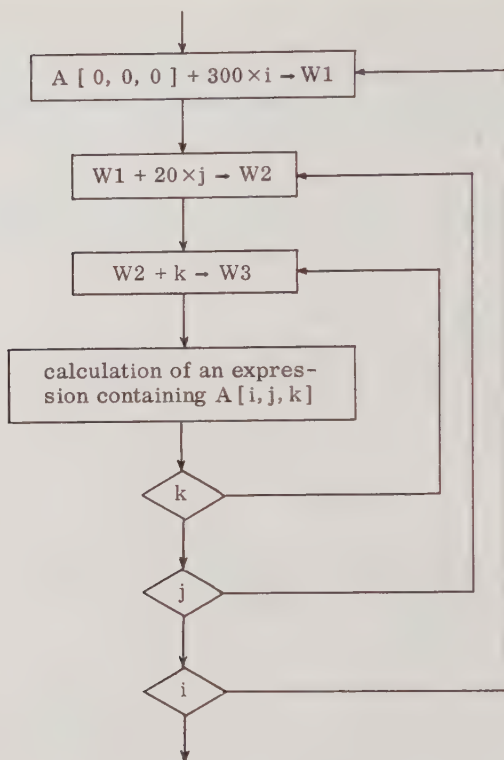 A [ 0, 0, 0 ] + 300 × i → W1
W1 + 20 × j → W2
W2 + k → W3
calculation of an expres-
sion containing A [ i, j, k ]
k
j
i